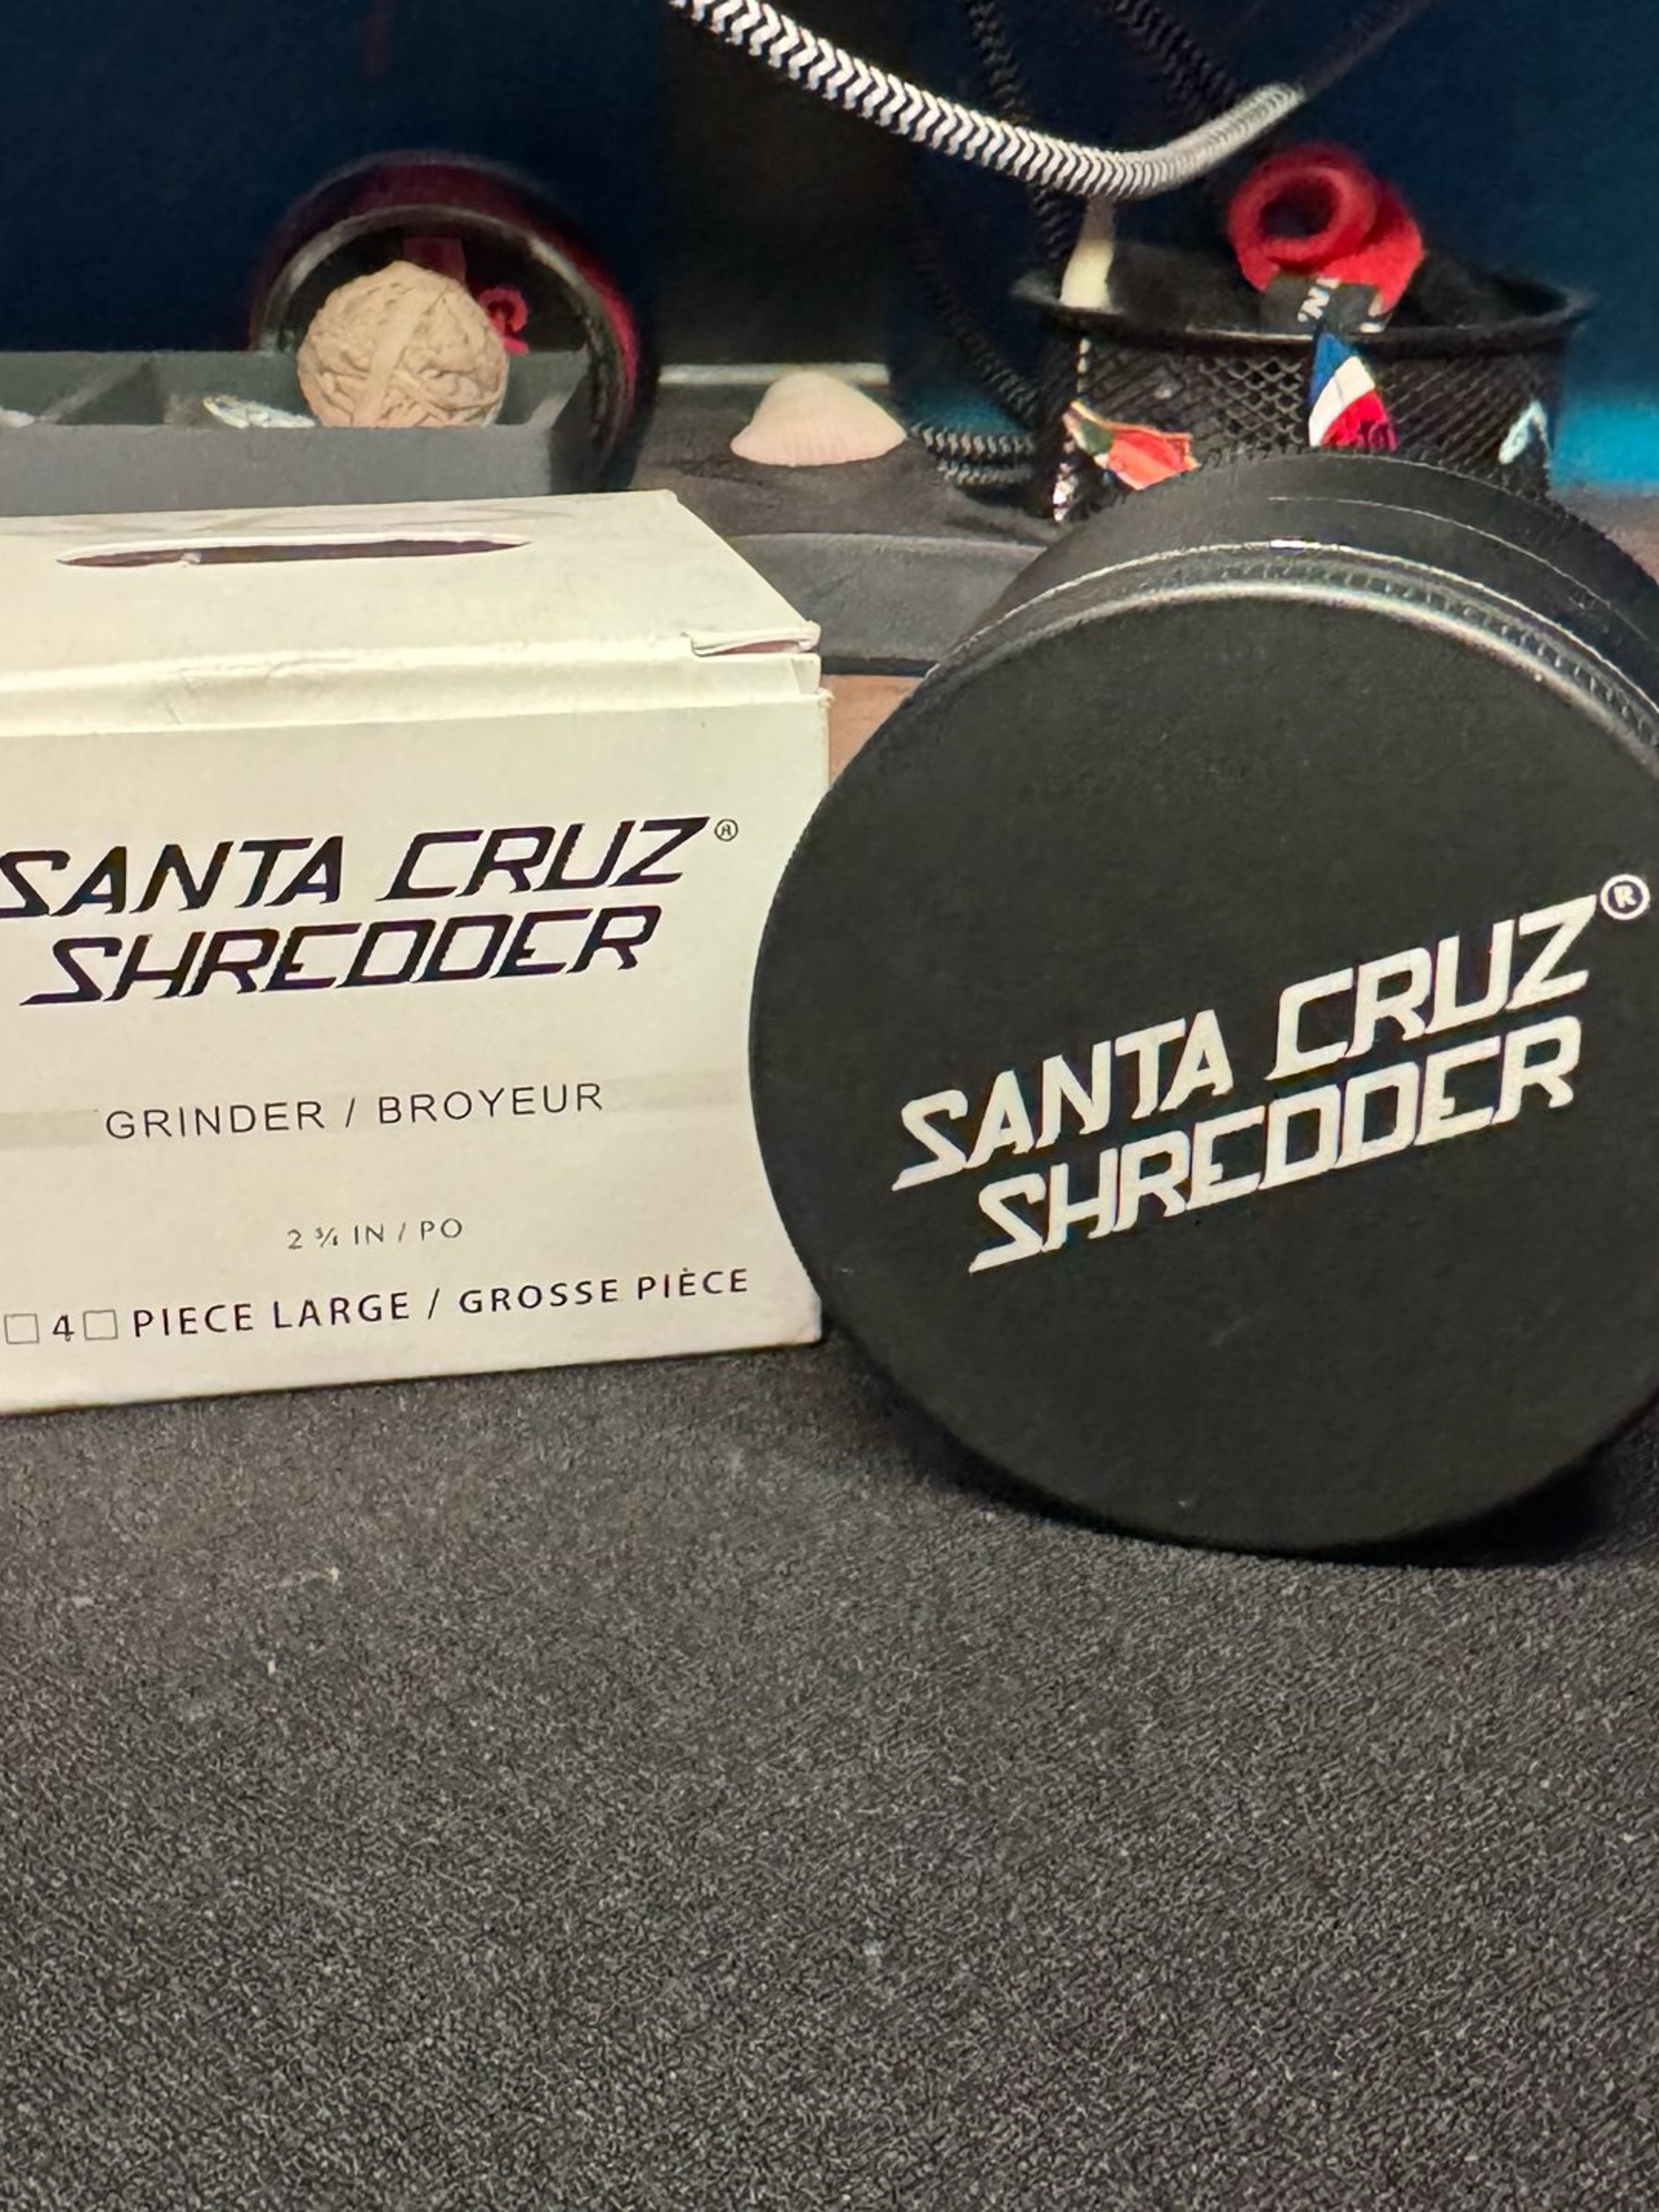 SANTA CRUZ®
SHREDDER
GRINDER / BROYEUR
2 ¾ IN / PO
□ 4 □ PIECE LARGE / GROSSE PIÈCE
SANTA CRUZ®
SHREDDER